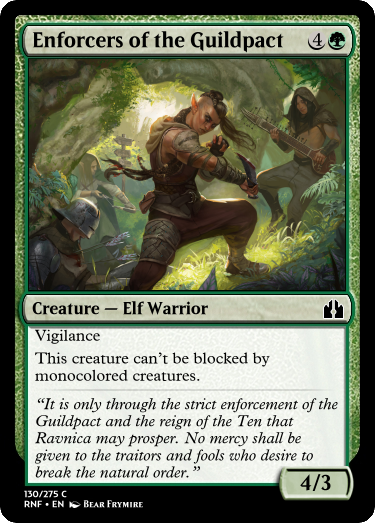 Enforcers of the Guildpact 4
Creature — Elf Warrior
Vigilance
This creature can't be blocked by
monocolored creatures.
“It is only through the strict enforcement of
the Guildpact and the reign of the Ten that
Ravnica may prosper. No mercy shall be
given to the traitors and fools who desire to
break the natural order.”
4/3
130/275 C
RNF • EN Bear Frymire